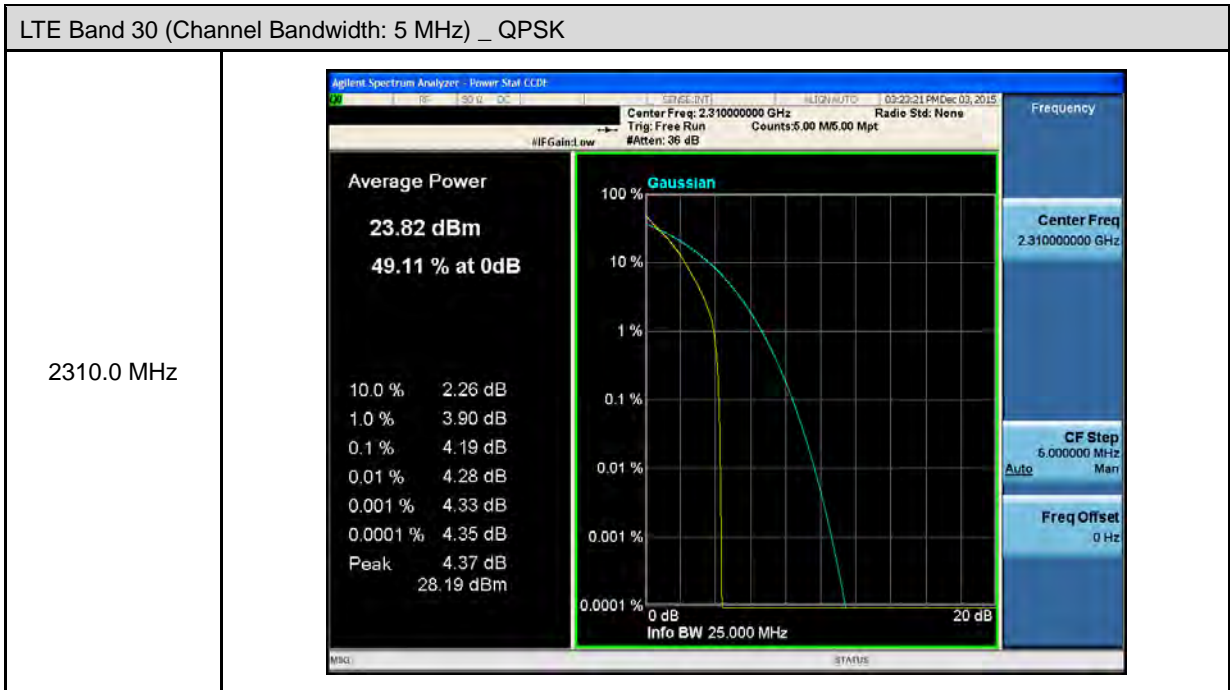 LTE Band 30 (Channel Bandwidth: 5 MHz) _ QPSK
2310.0 MHz
Agilent Spectrum Analyzer - Power Stat CCDF
RF 50 Ω DC SENSE:INT ALIGN AUTO 03:23:21 PM Dec 03, 2015
Center Freq: 2.310000000 GHz Radio Std: None
Trig: Free Run Counts:5.00 M/5.00 Mpt
#IFGain:Low #Atten: 36 dB
Average Power
23.82 dBm
49.11 % at 0dB
10.0 % 2.26 dB
1.0 % 3.90 dB
0.1 % 4.19 dB
0.01 % 4.28 dB
0.001 % 4.33 dB
0.0001 % 4.35 dB
Peak 4.37 dB
28.19 dBm
Gaussian
100 %
10 %
1 %
0.1 %
0.01 %
0.001 %
0.0001 %
0 dB 20 dB
Info BW 25.000 MHz
Frequency
Center Freq
2.310000000 GHz
CF Step
5.000000 MHz
Auto Man
Freq Offset
0 Hz
MSG STATUS